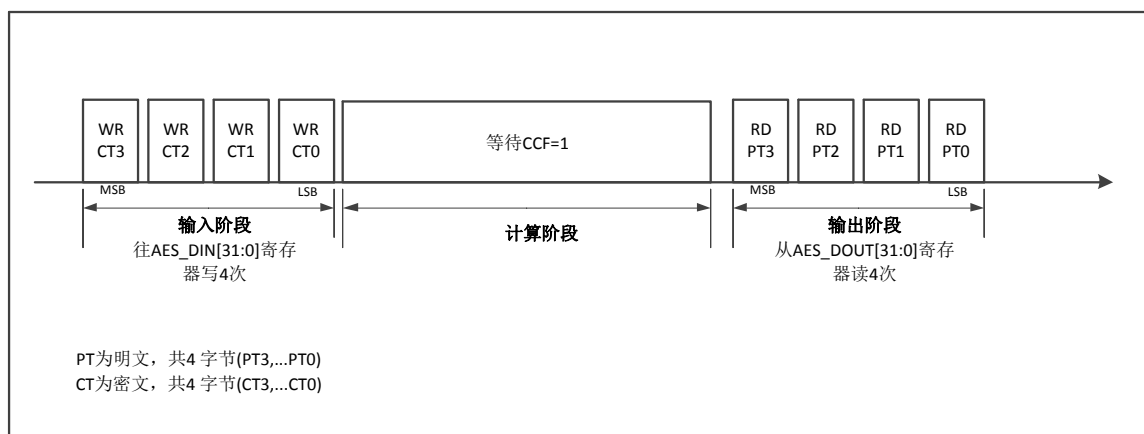 WR
CT3
WR
CT2
WR
CT1
WR
CT0
等待CCF=1
RD
PT3
RD
PT2
RD
PT1
RD
PT0
MSB
LSB
MSB
LSB
输入阶段
往AES_DIN[31:0]寄存
器写4次
计算阶段
输出阶段
从AES_DOUT[31:0]寄存
器读4次
PT为明文，共4 字节(PT3,...PT0)
CT为密文，共4 字节(CT3,...CT0)